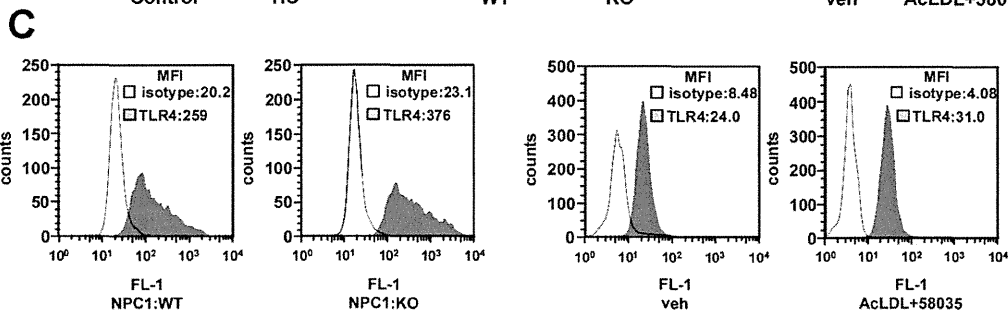 Control
WT
KO
veh
C
250
200
150
100
50
0
counts
MFI
isotype:20.2
TLR4:259
10⁰ 10¹ 10² 10³ 10⁴
FL-1
NPC1:WT
250
200
150
100
50
0
counts
MFI
isotype:23.1
TLR4:376
10⁰ 10¹ 10² 10³ 10⁴
FL-1
NPC1:KO
500
400
300
200
100
0
counts
MFI
isotype:8.48
TLR4:24.0
10⁰ 10¹ 10² 10³ 10⁴
FL-1
veh
500
400
300
200
100
0
counts
MFI
isotype:4.08
TLR4:31.0
10⁰ 10¹ 10² 10³ 10⁴
FL-1
AcLDL+58035